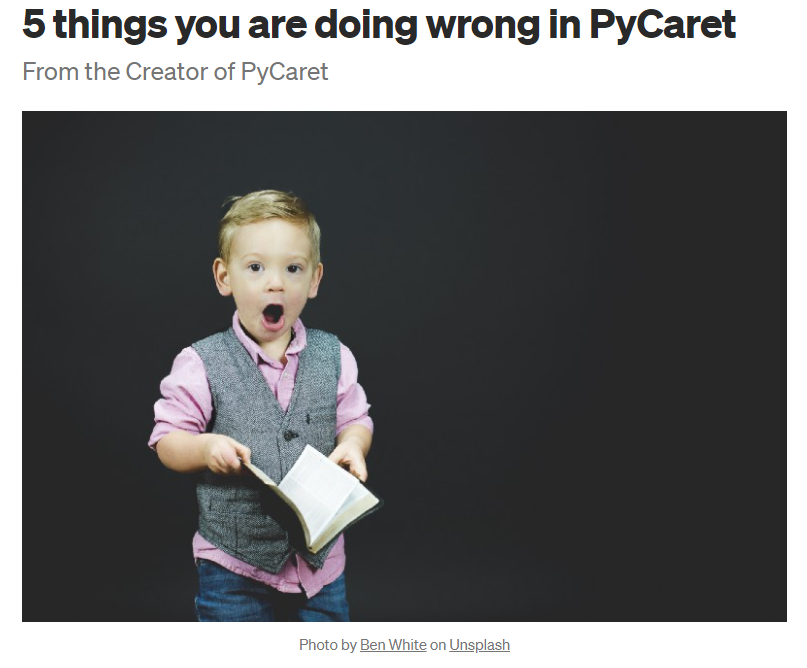 5 things you are doing wrong in PyCaret
From the Creator of PyCaret
Photo by Ben White on Unsplash